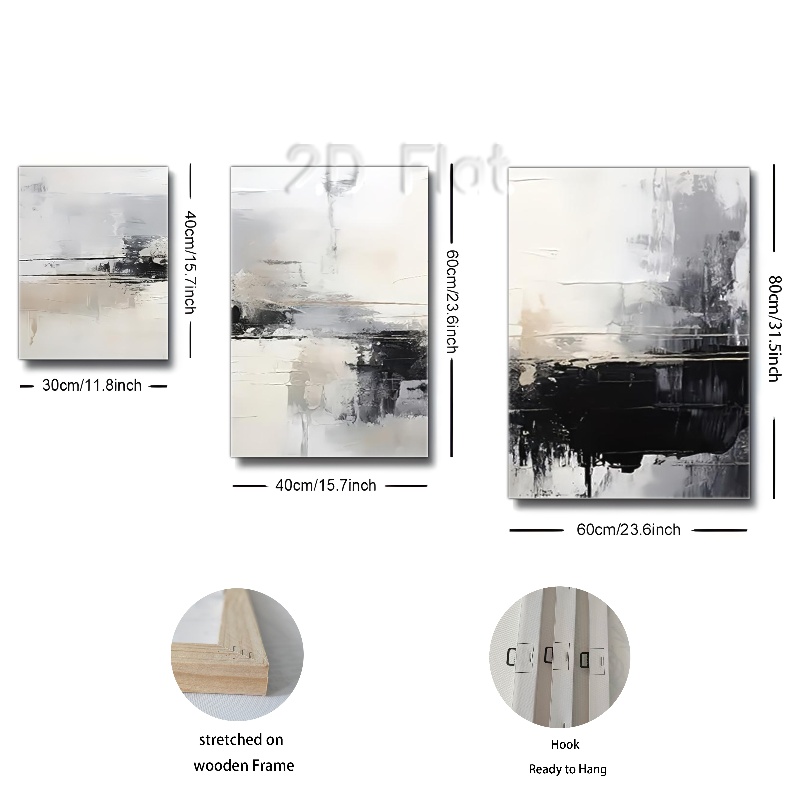 2D Flat
40cm/15.7inch
30cm/11.8inch
60cm/23.6inch
40cm/15.7inch
80cm/31.5inch
60cm/23.6inch
stretched on
wooden Frame
Hook
Ready to Hang